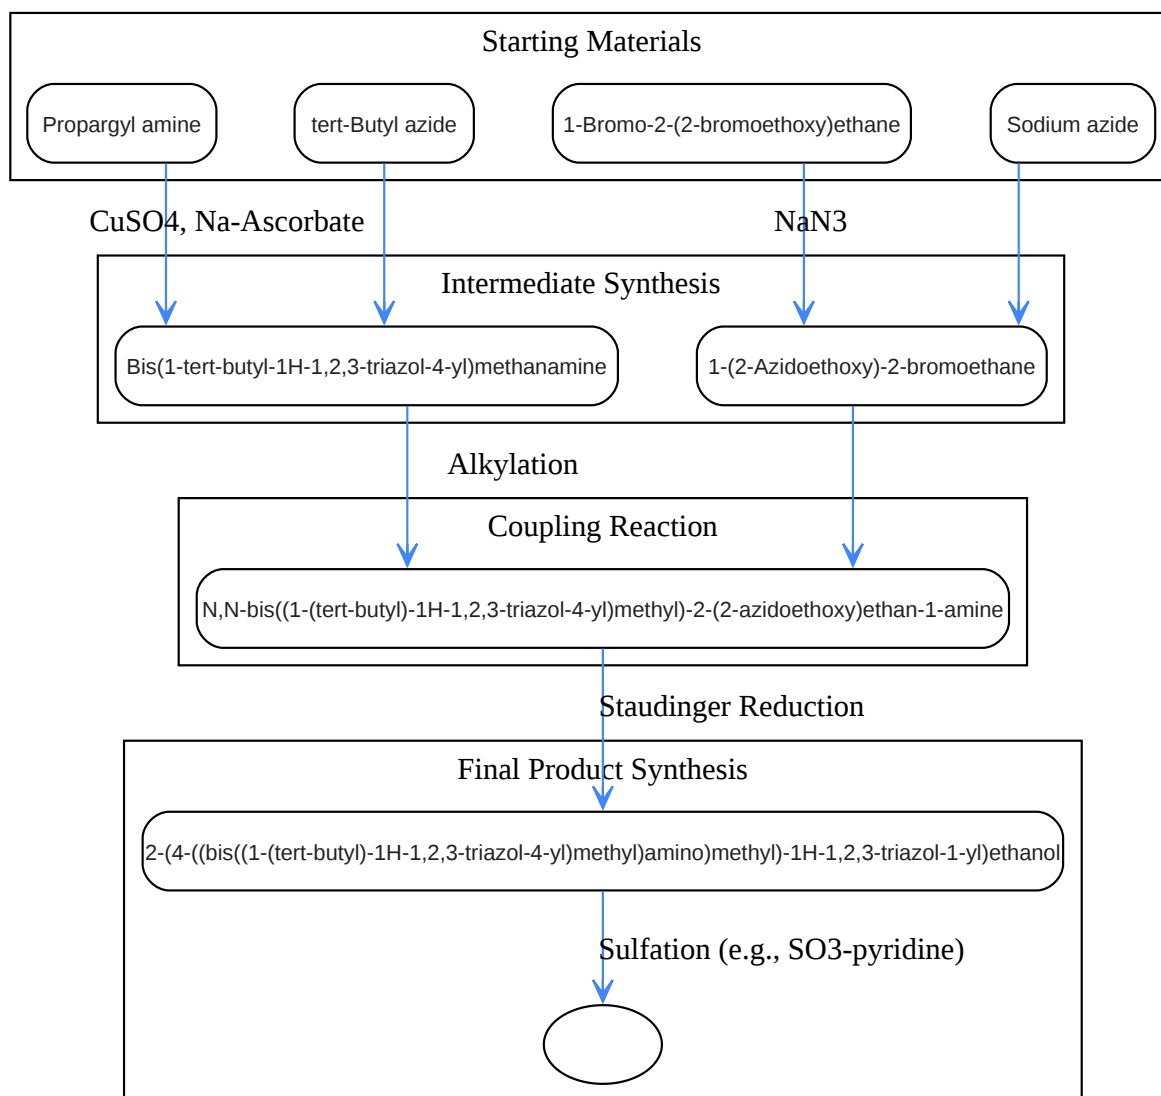 Starting Materials
Propargyl amine
tert-Butyl azide
1-Bromo-2-(2-bromoethoxy)ethane
Sodium azide
CuSO4, Na-Ascorbate
NaN3
Intermediate Synthesis
Bis(1-tert-butyl-1H-1,2,3-triazol-4-yl)methanamine
1-(2-Azidoethoxy)-2-bromoethane
Alkylation
Coupling Reaction
N,N-bis((1-(tert-butyl)-1H-1,2,3-triazol-4-yl)methyl)-2-(2-azidoethoxy)ethan-1-amine
Staudinger Reduction
Final Product Synthesis
2-(4-((bis((1-(tert-butyl)-1H-1,2,3-triazol-4-yl)methyl)amino)methyl)-1H-1,2,3-triazol-1-yl)ethanol
Sulfation (e.g., SO3-pyridine)